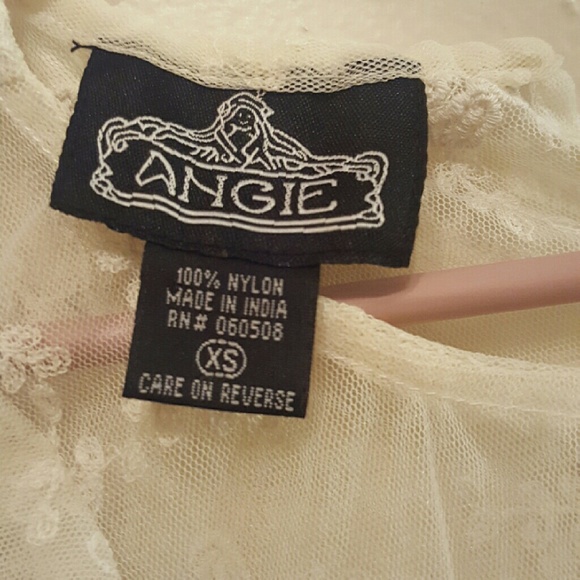 ANGIE
100% NYLON
MADE IN INDIA
RN# 060508
XS
CARE ON REVERSE